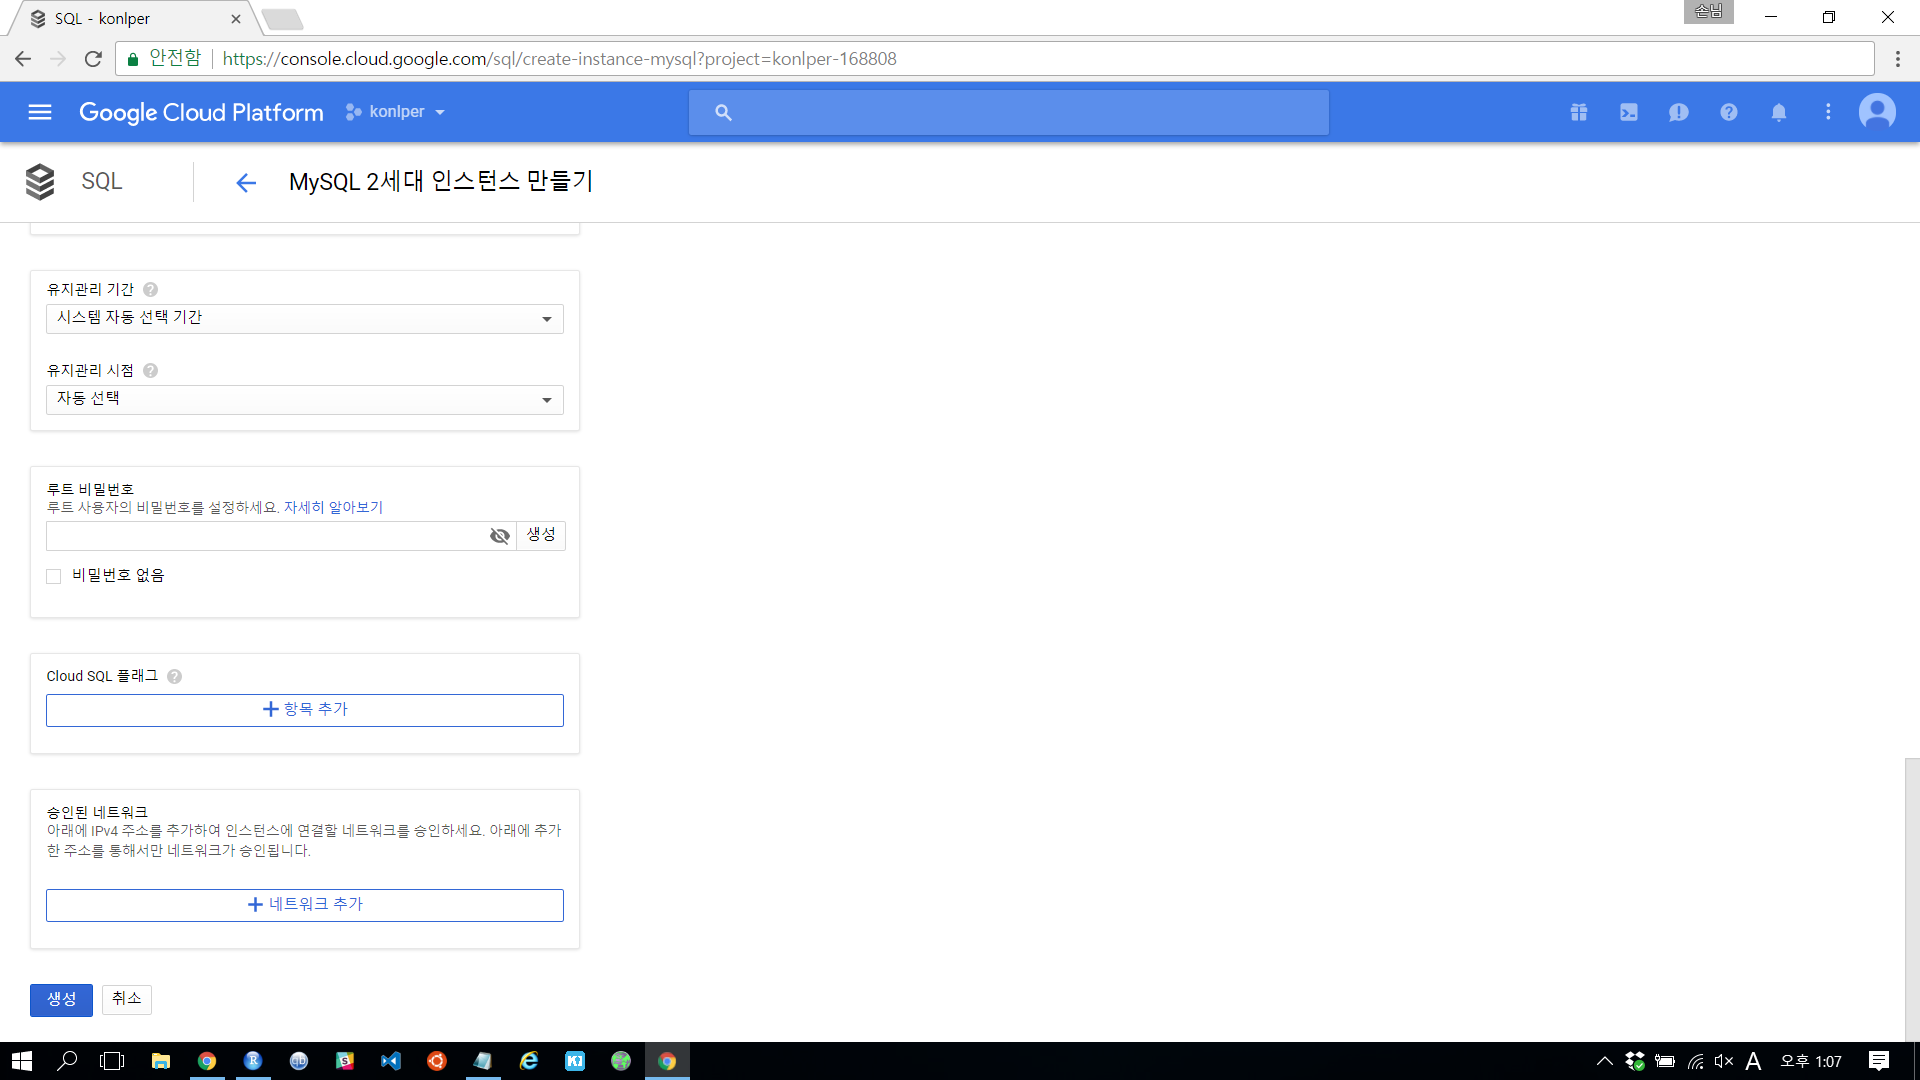 SQL - konlper
손님
안전함
https://console.cloud.google.com/sql/create-instance-mysql?project=konlper-168808
Google Cloud Platform
konlper
SQL
MySQL 2세대 인스턴스 만들기
유지관리 기간
시스템 자동 선택 기간
유지관리 시점
자동 선택
루트 비밀번호
루트 사용자의 비밀번호를 설정하세요. 자세히 알아보기
생성
비밀번호 없음
Cloud SQL 플래그
항목 추가
승인된 네트워크
아래에 IPv4 주소를 추가하여 인스턴스에 연결할 네트워크를 승인하세요. 아래에 추가
한 주소를 통해서만 네트워크가 승인됩니다.
네트워크 추가
생성
취소
A
오후 1:07